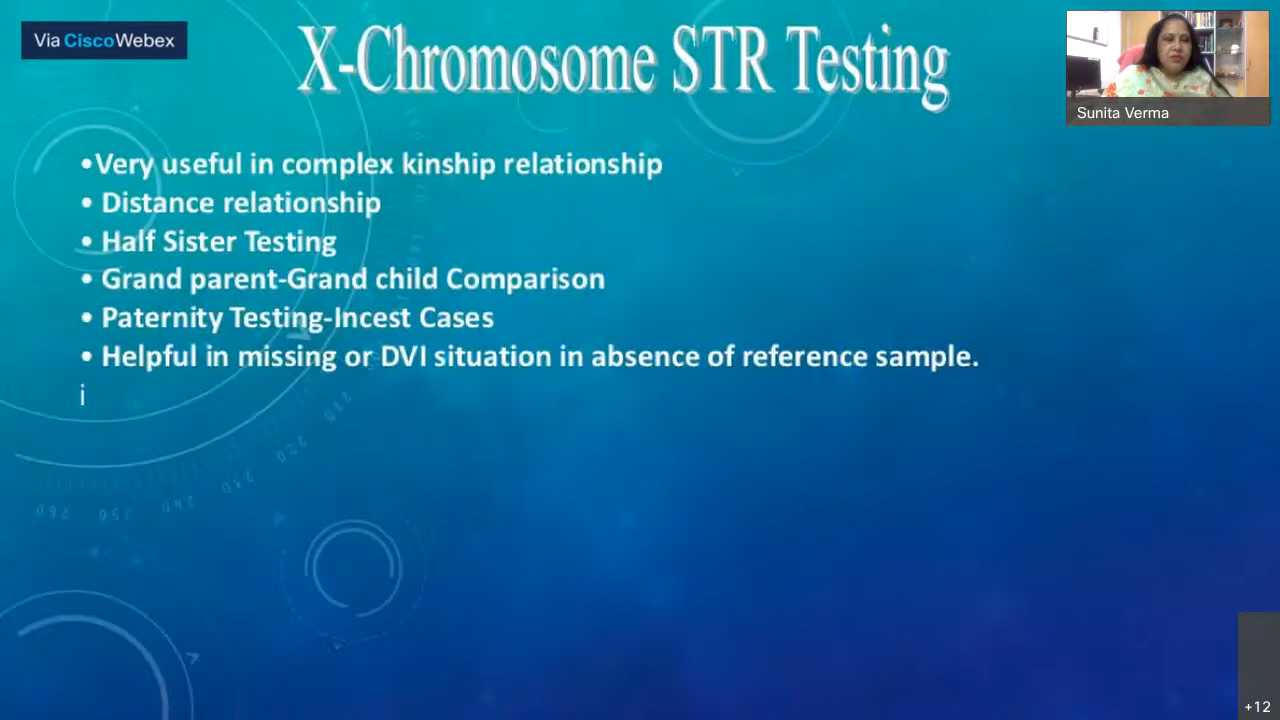 Via CiscoWebex
X-Chromosome STR Testing
Sunita Verma
•Very useful in complex kinship relationship
• Distance relationship
• Half Sister Testing
• Grand parent-Grand child Comparison
• Paternity Testing-Incest Cases
• Helpful in missing or DVI situation in absence of reference sample.
i
+12